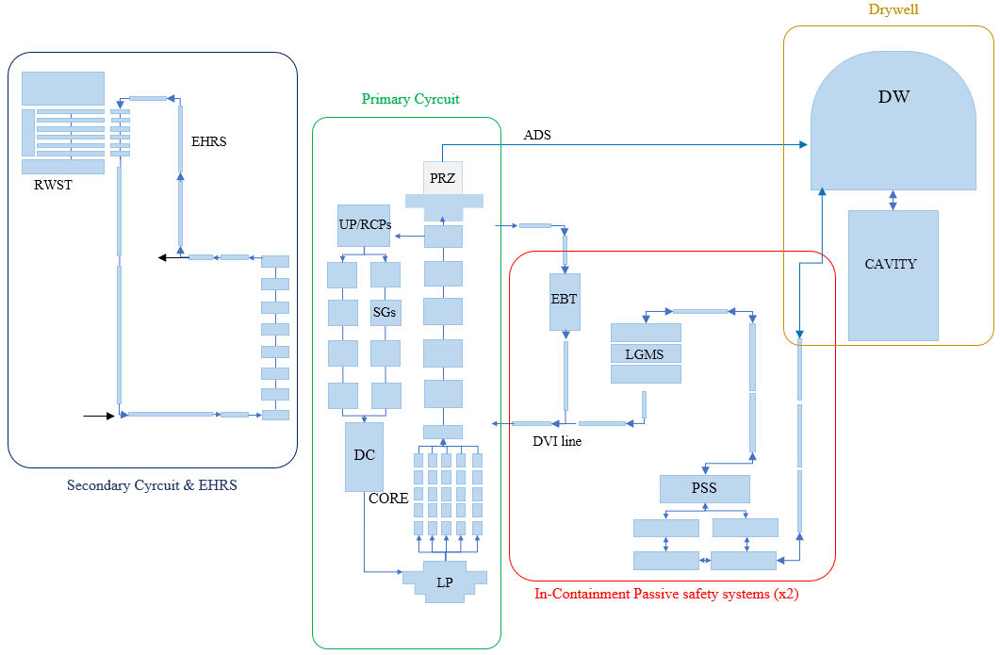 Drywell
DW
Primary Cyrcuit
ADS
EHRS
PRZ
RWST
UP/RCPs
CAVITY
EBT
SGs
LGMS
DVI line
DC
PSS
Secondary Cyrcuit & EHRS
CORE
LP
In-Containment Passive safety systems (x2)